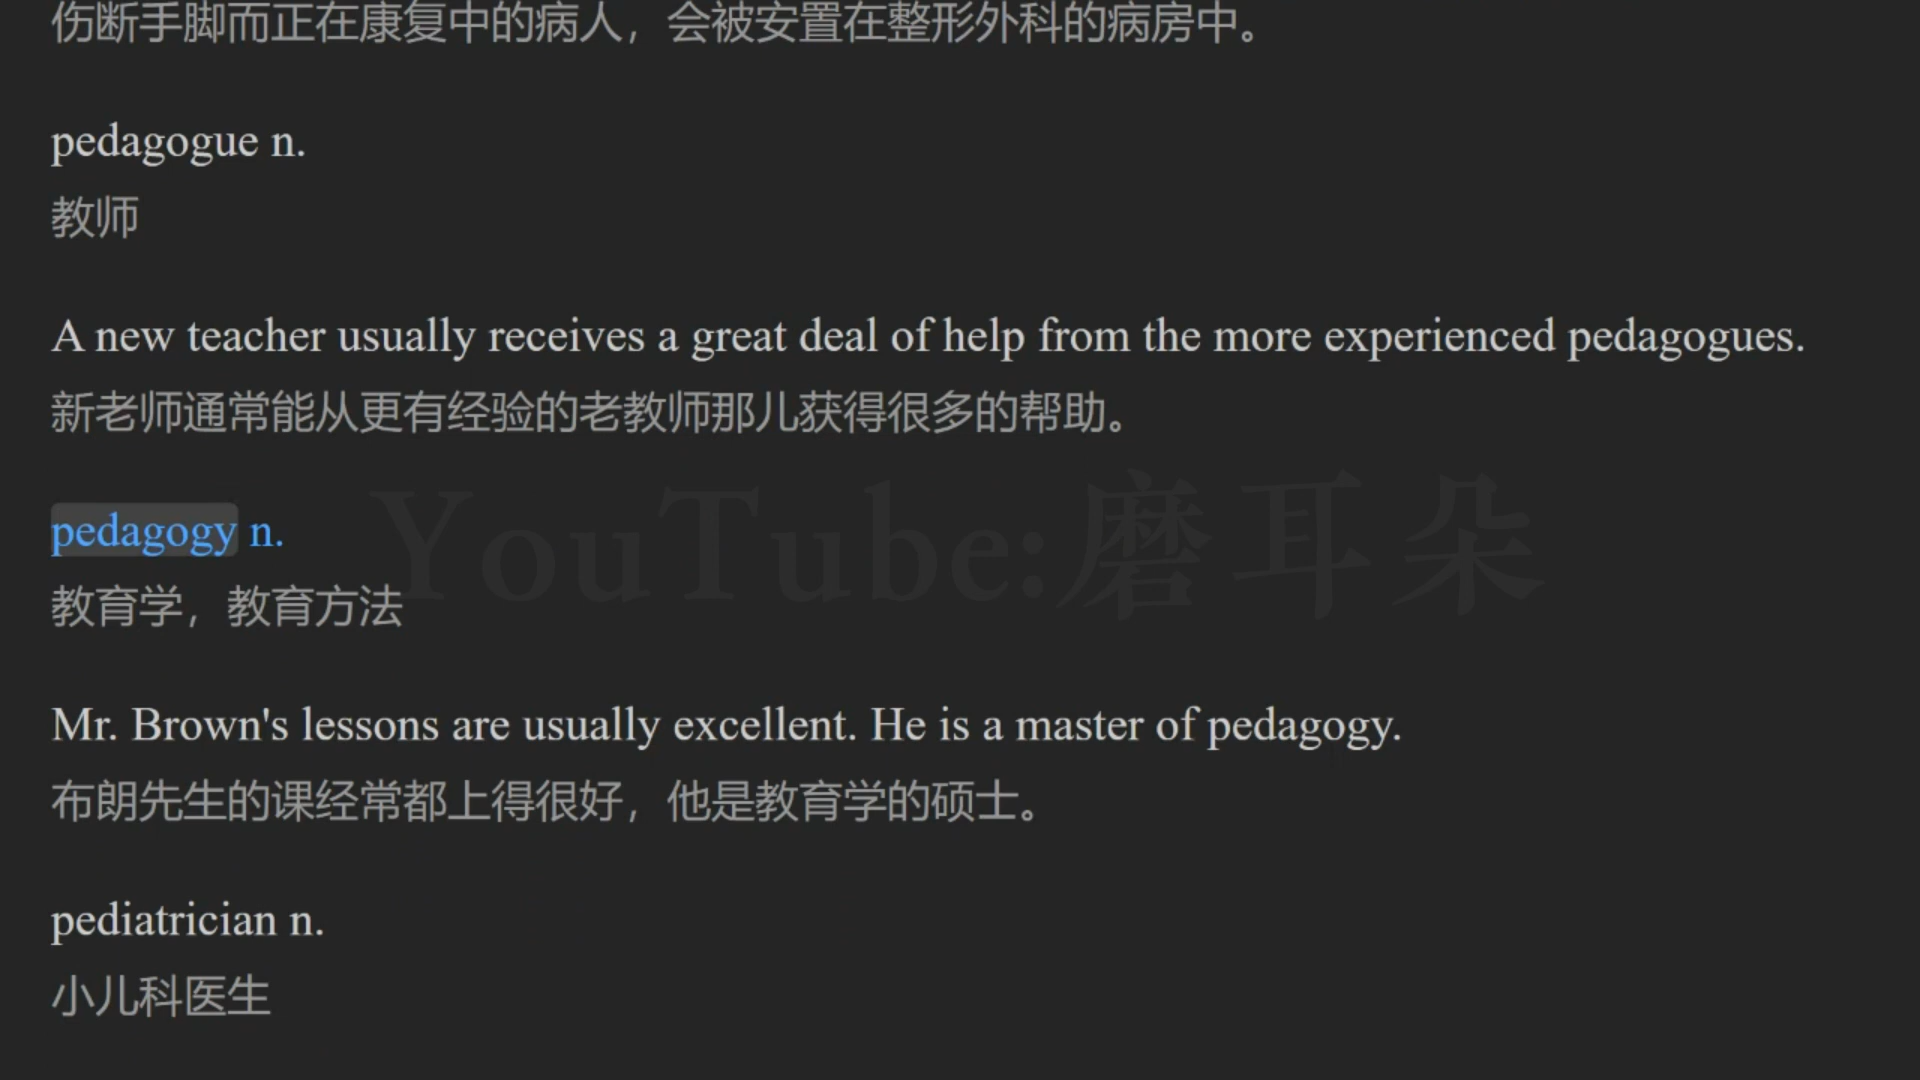 伤断手脚而正在康复中的病人，会被安置在整形外科的病房中。
pedagogue n.
教师
A new teacher usually receives a great deal of help from the more experienced pedagogues.
新老师通常能从更有经验的老教师那儿获得很多的帮助。
YouTube:磨耳朵
pedagogy n.
教育学，教育方法
Mr. Brown's lessons are usually excellent. He is a master of pedagogy.
布朗先生的课经常都上得很好，他是教育学的硕士。
pediatrician n.
小儿科医生